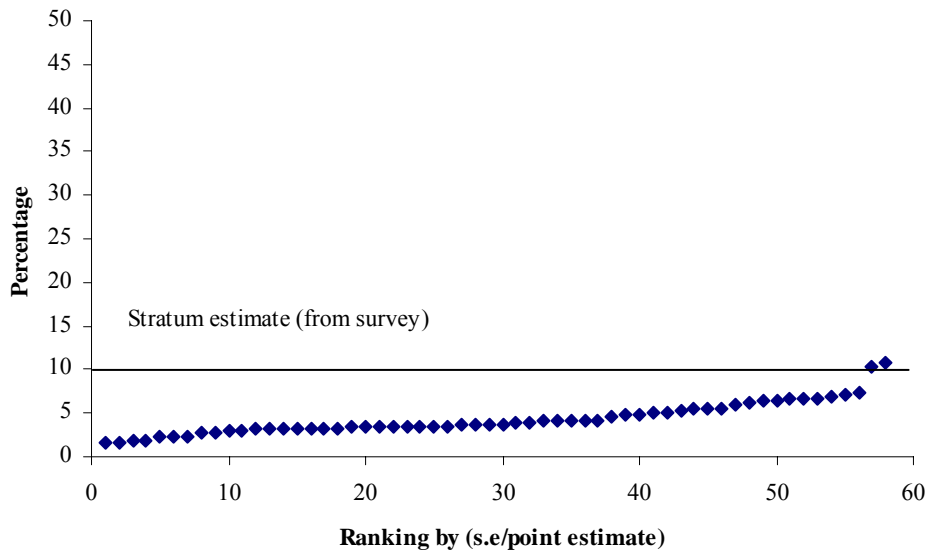 50
45
40
35
30
25
20
15
10
5
0
Percentage
Stratum estimate (from survey)
0 10 20 30 40 50 60
Ranking by (s.e/point estimate)